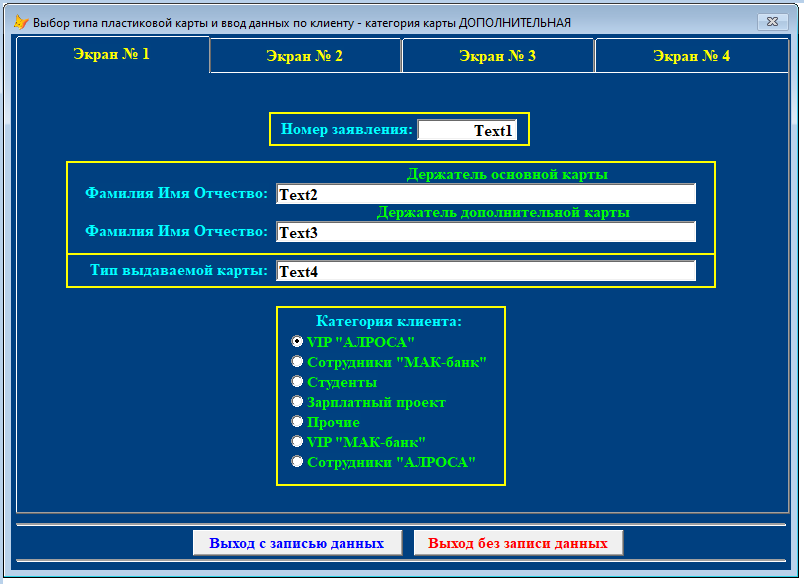 Выбор типа пластиковой карты и ввод данных по клиенту - категория карты ДОПОЛНИТЕЛЬНАЯ
Экран № 1 Экран № 2 Экран № 3 Экран № 4
Номер заявления: Text1
Держатель основной карты
Фамилия Имя Отчество: Text2
Держатель дополнительной карты
Фамилия Имя Отчество: Text3
Тип выдаваемой карты: Text4
Категория клиента:
VIP "АЛРОСА"
Сотрудники "МАК-банк"
Студенты
Зарплатный проект
Прочие
VIP "МАК-банк"
Сотрудники "АЛРОСА"
Выход с записью данных Выход без записи данных